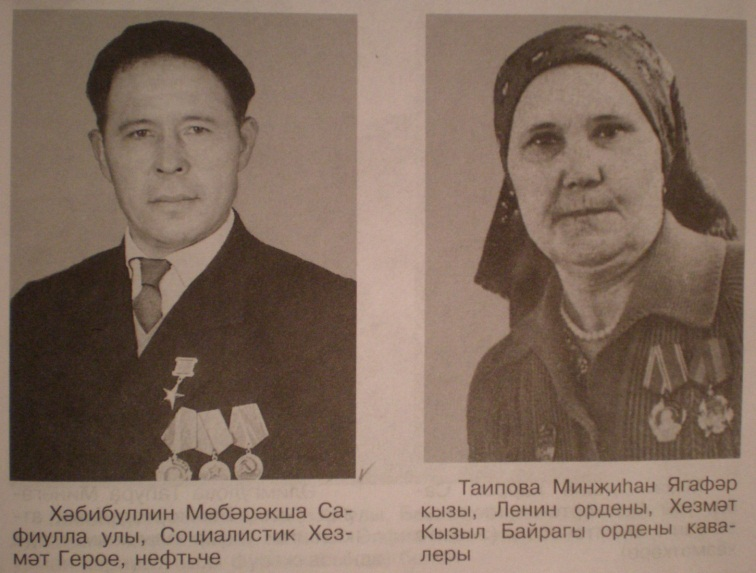 Хәбибуллин Мөбәрәкша Са-
фиулла улы, Социалистик Хез-
мәт Герое, нефтьче
Таипова Минҗиһан Ягафәр
кызы, Ленин ордены, Хезмәт
Кызыл Байрагы ордены кава-
леры